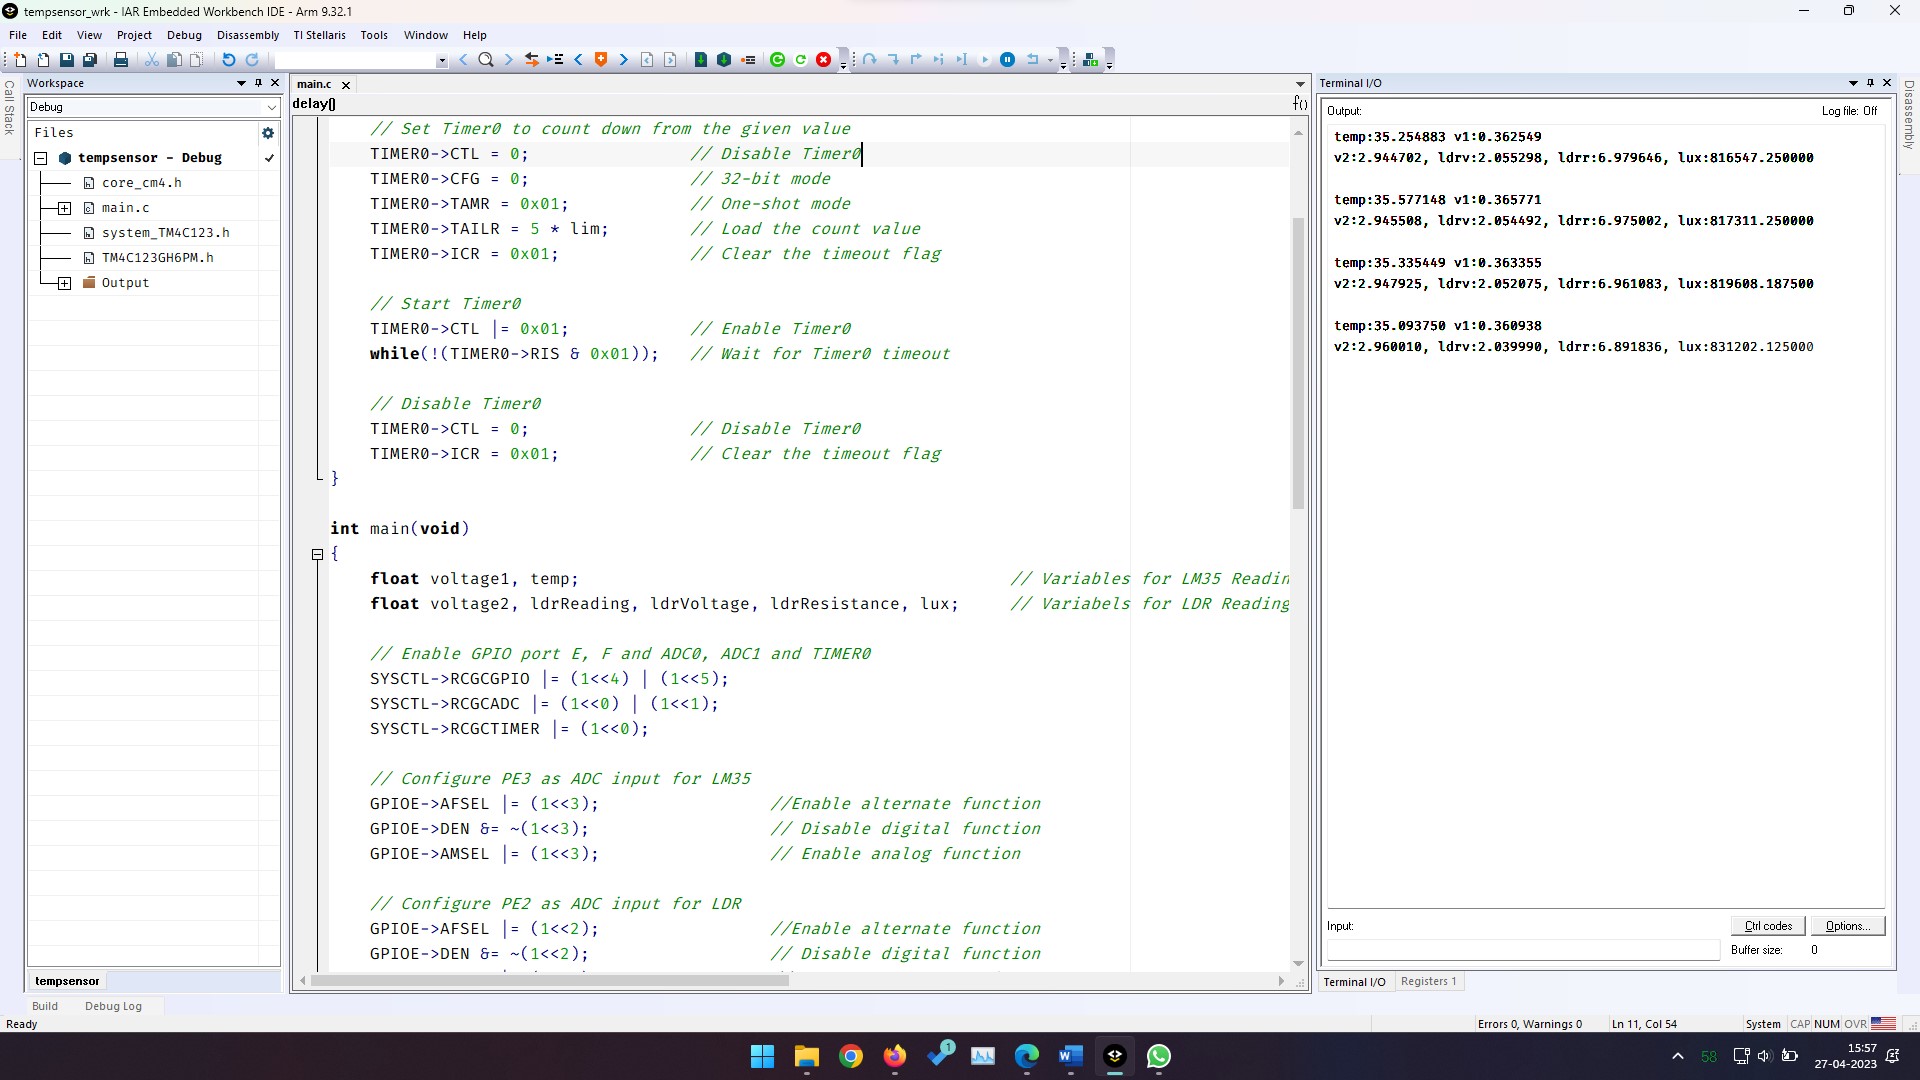 tempsensor_wrk - IAR Embedded Workbench IDE - Arm 9.32.1
File Edit View Project Debug Disassembly TI Stellaris Tools Window Help
Call Stack
Workspace
Debug
Files
tempsensor - Debug
core_cm4.h
main.c
system_TM4C123.h
TM4C123GH6PM.h
Output
tempsensor
main.c
delay()
f()
// Set Timer0 to count down from the given value
TIMER0->CTL = 0; // Disable Timer0
TIMER0->CFG = 0; // 32-bit mode
TIMER0->TAMR = 0x01; // One-shot mode
TIMER0->TAILR = 5 * lim; // Load the count value
TIMER0->ICR = 0x01; // Clear the timeout flag
// Start Timer0
TIMER0->CTL |= 0x01; // Enable Timer0
while(!(TIMER0->RIS & 0x01)); // Wait for Timer0 timeout
// Disable Timer0
TIMER0->CTL = 0; // Disable Timer0
TIMER0->ICR = 0x01; // Clear the timeout flag
}
int main(void)
{
float voltage1, temp; // Variables for LM35 Readin
float voltage2, ldrReading, ldrVoltage, ldrResistance, lux; // Variabels for LDR Reading
// Enable GPIO port E, F and ADC0, ADC1 and TIMER0
SYSCTL->RCGCGPIO |= (1<<4) | (1<<5);
SYSCTL->RCGCADC |= (1<<0) | (1<<1);
SYSCTL->RCGCTIMER |= (1<<0);
// Configure PE3 as ADC input for LM35
GPIOE->AFSEL |= (1<<3); //Enable alternate function
GPIOE->DEN &= ~(1<<3); // Disable digital function
GPIOE->AMSEL |= (1<<3); // Enable analog function
// Configure PE2 as ADC input for LDR
GPIOE->AFSEL |= (1<<2); //Enable alternate function
GPIOE->DEN &= ~(1<<2); // Disable digital function
Terminal I/O
Output: Log file: Off
temp:35.254883 v1:0.362549
v2:2.944702, ldrv:2.055298, ldrr:6.979646, lux:816547.250000
temp:35.577148 v1:0.365771
v2:2.945508, ldrv:2.054492, ldrr:6.975002, lux:817311.250000
temp:35.335449 v1:0.363355
v2:2.947925, ldrv:2.052075, ldrr:6.961083, lux:819608.187500
temp:35.093750 v1:0.360938
v2:2.960010, ldrv:2.039990, ldrr:6.891836, lux:831202.125000
Input: Ctrl codes Options...
Buffer size: 0
Terminal I/O Registers 1
Disassembly
Build Debug Log
Ready Errors 0, Warnings 0 Ln 11, Col 54 System CAP NUM OVR
1
58
15:57
27-04-2023